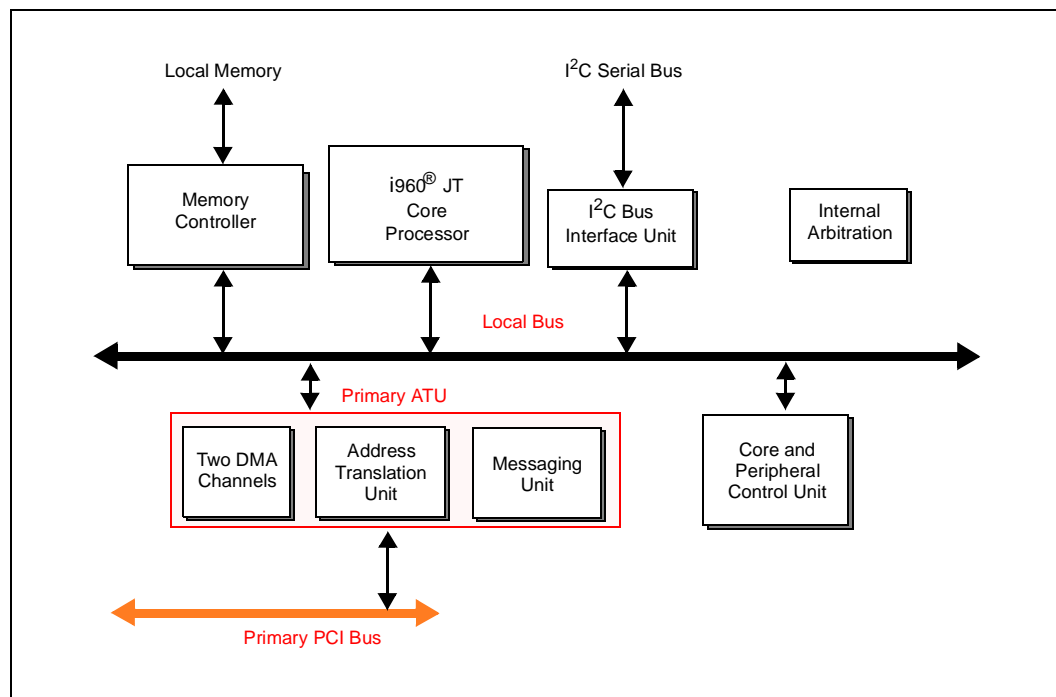 Local Memory
I²C Serial Bus
Memory
Controller
i960® JT
Core
Processor
I²C Bus
Interface Unit
Internal
Arbitration
Local Bus
Primary ATU
Two DMA
Channels
Address
Translation
Unit
Messaging
Unit
Core and
Peripheral
Control Unit
Primary PCI Bus